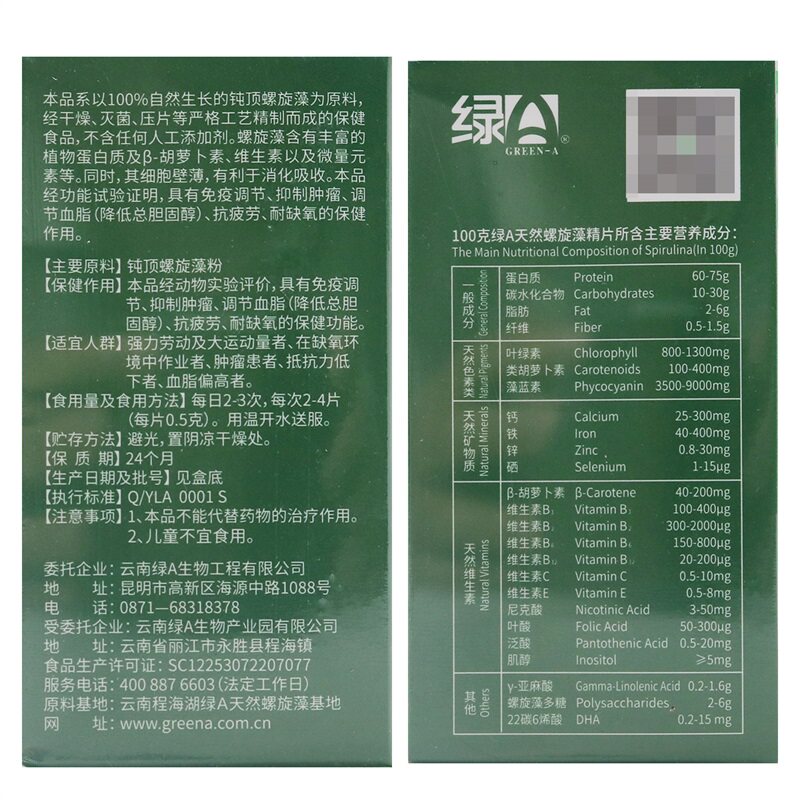 本品系以100%自然生长的钝顶螺旋藻为原料,
经干燥、灭菌、压片等严格工艺精制而成的保健
食品,不含任何人工添加剂。螺旋藻含有丰富的
植物蛋白质及β-胡萝卜素、维生素以及微量元
素等。同时,其细胞壁薄,有利于消化吸收。本品
经功能试验证明,具有免疫调节、抑制肿瘤、调
节血脂(降低总胆固醇)、抗疲劳、耐缺氧的保健
作用。
【主要原料】钝顶螺旋藻粉
【保健作用】本品经动物实验评价,具有免疫调
节、抑制肿瘤、调节血脂(降低总胆
固醇)、抗疲劳、耐缺氧的保健功能。
【适宜人群】强力劳动及大运动量者、在缺氧环
境中作业者、肿瘤患者、抵抗力低
下者、血脂偏高者。
【食用量及食用方法】每日2-3次,每次2-4片
(每片0.5克)。用温开水送服。
【贮存方法】避光,置阴凉干燥处。
【保 质 期】24个月
【生产日期及批号】见盒底
【执行标准】Q/YLA 0001 S
【注意事项】1、本品不能代替药物的治疗作用。
2、儿童不宜食用。
委托企业:云南绿A生物工程有限公司
地 址:昆明市高新区海源中路1088号
电 话:0871-68318378
受委托企业:云南绿A生物产业园有限公司
地 址:云南省丽江市永胜县程海镇
食品生产许可证:SC12253072207077
服务电话:400 887 6603(法定工作日)
原料基地:云南程海湖绿A天然螺旋藻基地
网 址:www.greena.com.cn
绿A®
GREEN-A
100克绿A天然螺旋藻精片所含主要营养成分:
The Main Nutritional Composition of Spirulina(In 100g)
一般成分 General Composition
蛋白质 Protein 60-75g
碳水化合物 Carbohydrates 10-30g
脂肪 Fat 2-6g
纤维 Fiber 0.5-1.5g
天然色素类 Natural Pigments
叶绿素 Chlorophyll 800-1300mg
类胡萝卜素 Carotenoids 100-400mg
藻蓝素 Phycocyanin 3500-9000mg
天然矿物质 Natural Minerals
钙 Calcium 25-300mg
铁 Iron 40-400mg
锌 Zinc 0.8-30mg
硒 Selenium 1-15μg
天然维生素 Natural Vitamins
β-胡萝卜素 β-Carotene 40-200mg
维生素B₁ Vitamin B₁ 100-400μg
维生素B₂ Vitamin B₂ 300-2000μg
维生素B₆ Vitamin B₆ 150-800μg
维生素B₁₂ Vitamin B₁₂ 20-200μg
维生素C Vitamin C 0.5-10mg
维生素E Vitamin E 0.5-8mg
尼克酸 Nicotinic Acid 3-50mg
叶酸 Folic Acid 50-300μg
泛酸 Pantothenic Acid 0.5-20mg
肌醇 Inositol ≥5mg
其他 Others
γ-亚麻酸 Gamma-Linolenic Acid 0.2-1.6g
螺旋藻多糖 Polysaccharides 2-6g
22碳6烯酸 DHA 0.2-15 mg